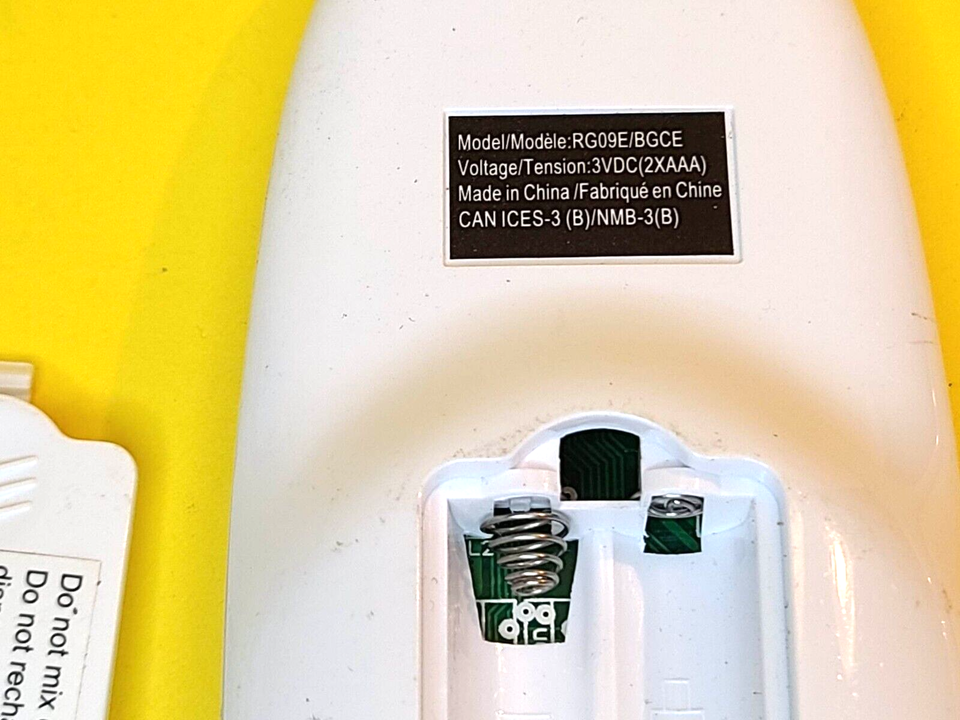 Model/Modèle:RG09E/BGCE
Voltage/Tension:3VDC(2XAAA)
Made in China /Fabriqué en Chine
CAN ICES-3 (B)/NMB-3(B)
Do not mix
Do not
L2